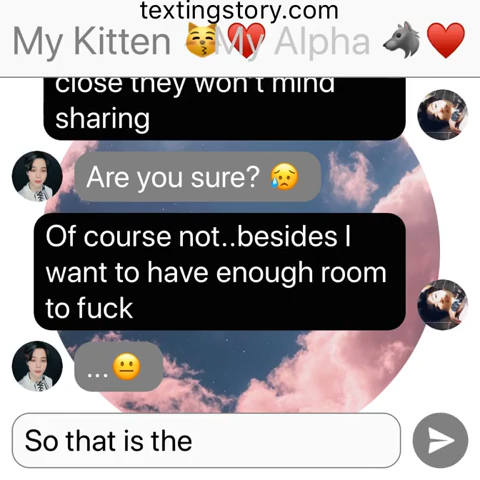 textingstory.com
My Kitten 😽💔 My Alpha 🐺❤️
close they won't mind
sharing
Are you sure? 😥
Of course not..besides I
want to have enough room
to fuck
...😐
So that is the